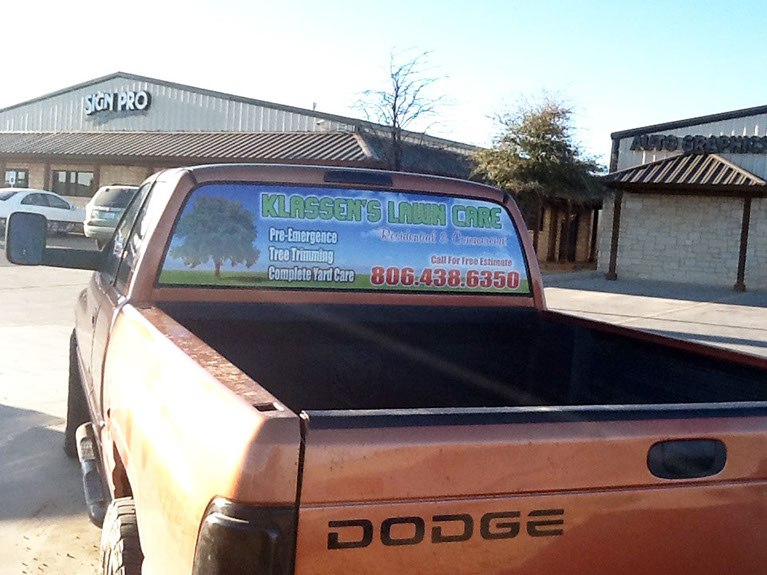 SIGN PRO
AUTO GRAPHICS
KLASSEN'S LAWN CARE
Residential & Commercial
Pre-Emergence
Tree Trimming
Complete Yard Care
Call For Free Estimate
806.438.6350
DODGE